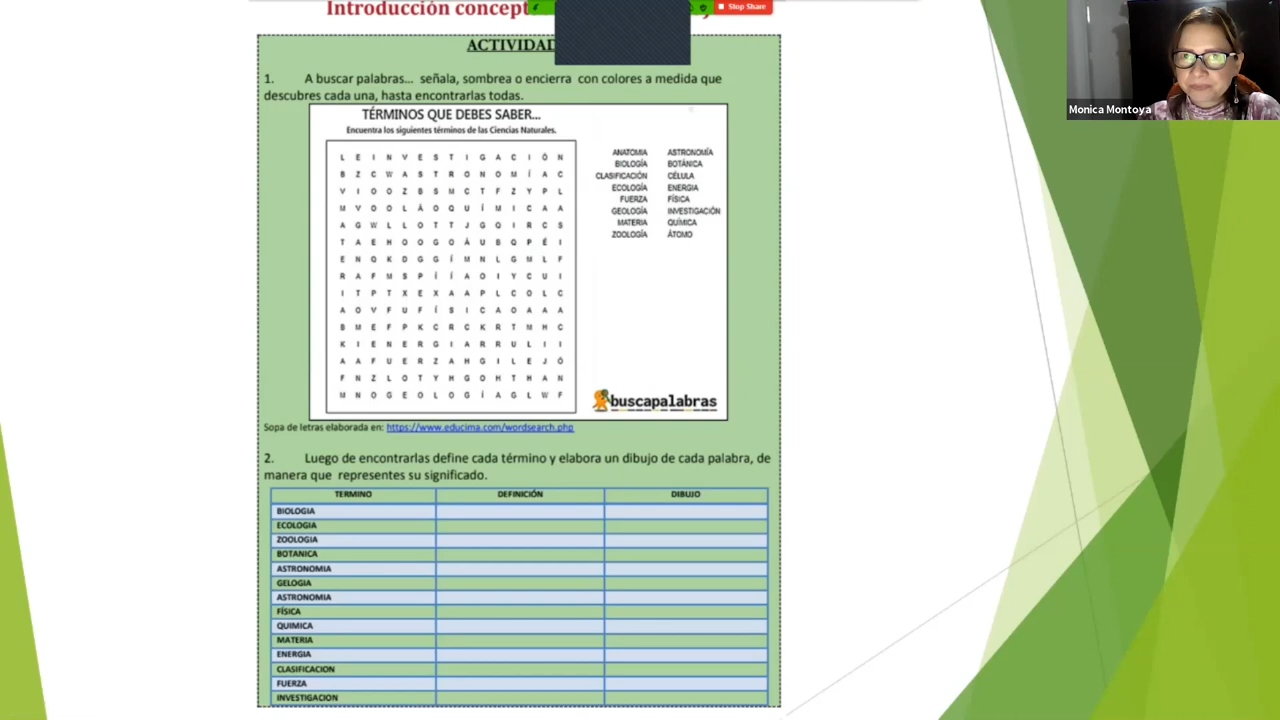 Introducción concept
Stop Share
ACTIVIDAD
Monica Montoya
1. A buscar palabras... señala, sombrea o encierra con colores a medida que
descubres cada una, hasta encontrarlas todas.
TÉRMINOS QUE DEBES SABER...
Encuentra los siguientes términos de las Ciencias Naturales.
L E I N V E S T I G A C I Ó N
B Z C W A S T R O N O M Í A C
V I O O Z B S M C T F Z Y P L
M V O O L Á O Q U Í M I C A A
A G W L L O T T J G Q I R C S
T A E H O O G O Á U B Q P É I
E N Q K D G G Í M N L G M L F
R A F M S P Í Í A O I Y C U I
I T P T X E X A A P L C O L C
A O V F U F Í S I C A O A A A
B M E F P K C R C K R T M H C
K I E N E R G I A R R U L I I
A A F U E R Z A H G I L E J Ó
F N Z L O T Y H G O H T H A N
M N O G E O L O G Í A G L W F
ANATOMIA ASTRONOMÍA
BIOLOGÍA BOTÁNICA
CLASIFICACIÓN CÉLULA
ECOLOGÍA ENERGIA
FUERZA FÍSICA
GEOLOGÍA INVESTIGACIÓN
MATERIA QUÍMICA
ZOOLOGÍA ÁTOMO
buscapalabras
Sopa de letras elaborada en: https://www.educima.com/wordsearch.php
2. Luego de encontrarlas define cada término y elabora un dibujo de cada palabra, de
manera que representes su significado.
TERMINO DEFINICIÓN DIBUJO
BIOLOGIA
ECOLOGIA
ZOOLOGIA
BOTANICA
ASTRONOMIA
GELOGIA
ASTRONOMIA
FÍSICA
QUIMICA
MATERIA
ENERGIA
CLASIFICACION
FUERZA
INVESTIGACION